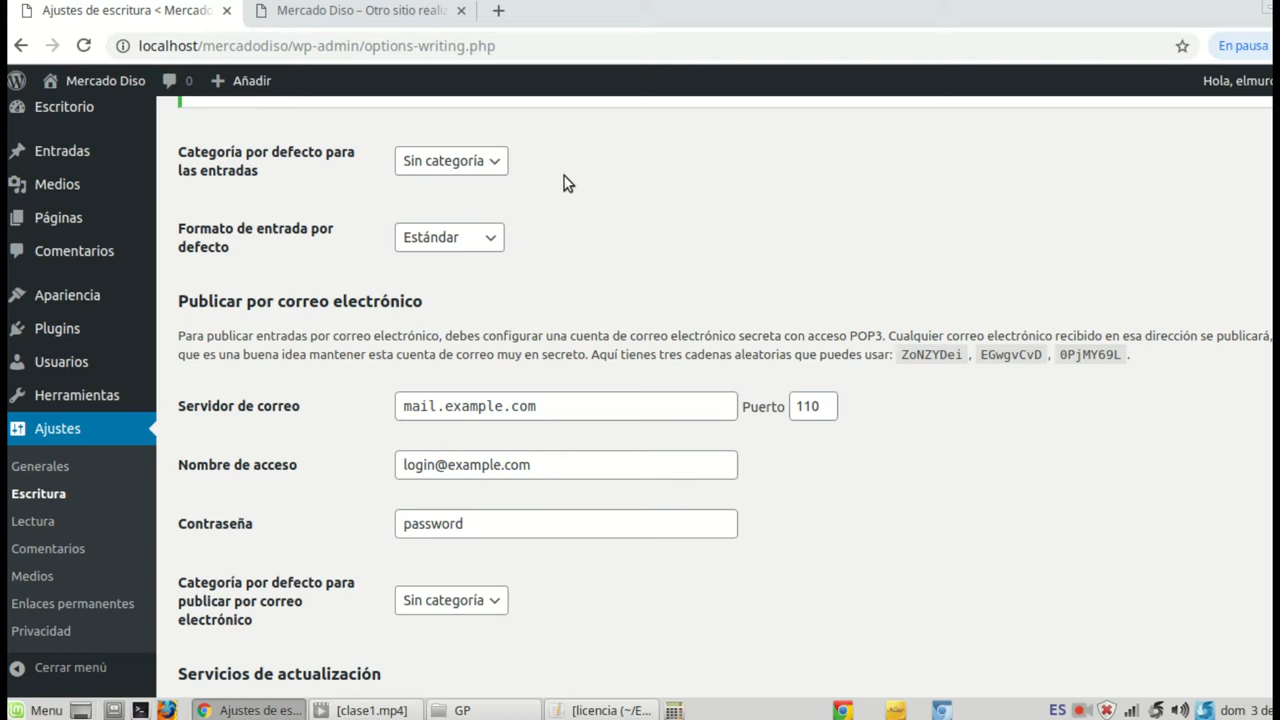 Ajustes de escritura < Mercado
Mercado Diso – Otro sitio realiz
localhost/mercadodiso/wp-admin/options-writing.php
En pausa
Mercado Diso
0
Añadir
Hola, elmuro
Escritorio
Entradas
Medios
Páginas
Comentarios
Apariencia
Plugins
Usuarios
Herramientas
Ajustes
Generales
Escritura
Lectura
Comentarios
Medios
Enlaces permanentes
Privacidad
Cerrar menú
Categoría por defecto para
las entradas
Sin categoría
Formato de entrada por
defecto
Estándar
Publicar por correo electrónico
Para publicar entradas por correo electrónico, debes configurar una cuenta de correo electrónico secreta con acceso POP3. Cualquier correo electrónico recibido en esa dirección se publicará,
que es una buena idea mantener esta cuenta de correo muy en secreto. Aquí tienes tres cadenas aleatorias que puedes usar: ZoNZYDei , EGwgvCvD , 0PjMY69L .
Servidor de correo
mail.example.com
Puerto
110
Nombre de acceso
login@example.com
Contraseña
password
Categoría por defecto para
publicar por correo
electrónico
Sin categoría
Servicios de actualización
Menu
Ajustes de es...
[clase1.mp4]
GP
[licencia (~/E...
ES
dom 3 de